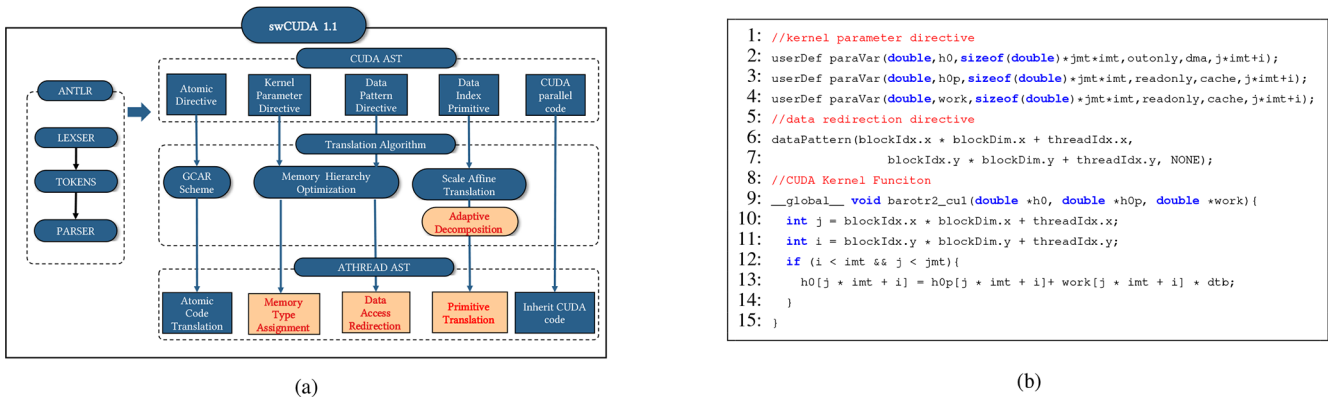 swCUDA 1.1
CUDA AST
ANTLR
LEXSER
TOKENS
PARSER
Atomic
Directive
Kernel
Parameter
Directive
Data
Pattern
Directive
Data
Index
Primitive
CUDA
parallel
code
Translation Algorithm
GCAR
Scheme
Memory Hierarchy
Optimization
Scale Affine
Translation
Adaptive
Decomposition
ATHREAD AST
Atomic
Code
Translation
Memory
Type
Assignment
Data
Access
Redirection
Primitive
Translation
Inherit CUDA
code
(a)
1: //kernel parameter directive
2: userDef paraVar(double,h0,sizeof(double)*jmt*imt,outonly,dma,j*imt+i);
3: userDef paraVar(double,h0p,sizeof(double)*jmt*imt,readonly,cache,j*imt+i);
4: userDef paraVar(double,work,sizeof(double)*jmt*imt,readonly,cache,j*imt+i);
5: //data redirection directive
6: dataPattern(blockIdx.x * blockDim.x + threadIdx.x,
7: blockIdx.y * blockDim.y + threadIdx.y, NONE);
8: //CUDA Kernel Funciton
9: __global__ void barotr2_cu1(double *h0, double *h0p, double *work){
10: int j = blockIdx.x * blockDim.x + threadIdx.x;
11: int i = blockIdx.y * blockDim.y + threadIdx.y;
12: if (i < imt && j < jmt){
13: h0[j * imt + i] = h0p[j * imt + i]+ work[j * imt + i] * dtb;
14: }
15: }
(b)